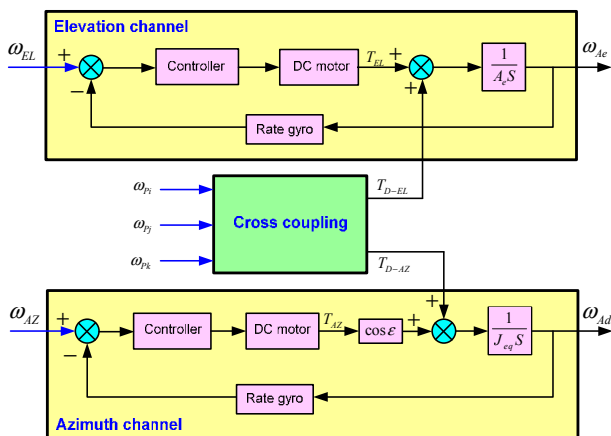 Elevation channel
ω_EL
+
−
Controller
DC motor
T_EL
+
+
1
A_e S
ω_Ae
Rate gyro
ω_Pi
ω_Pj
ω_Pk
Cross coupling
T_D-EL
T_D-AZ
ω_AZ
+
−
Controller
DC motor
T_AZ
cos ε
+
+
1
J_eq S
ω_Ad
Rate gyro
Azimuth channel